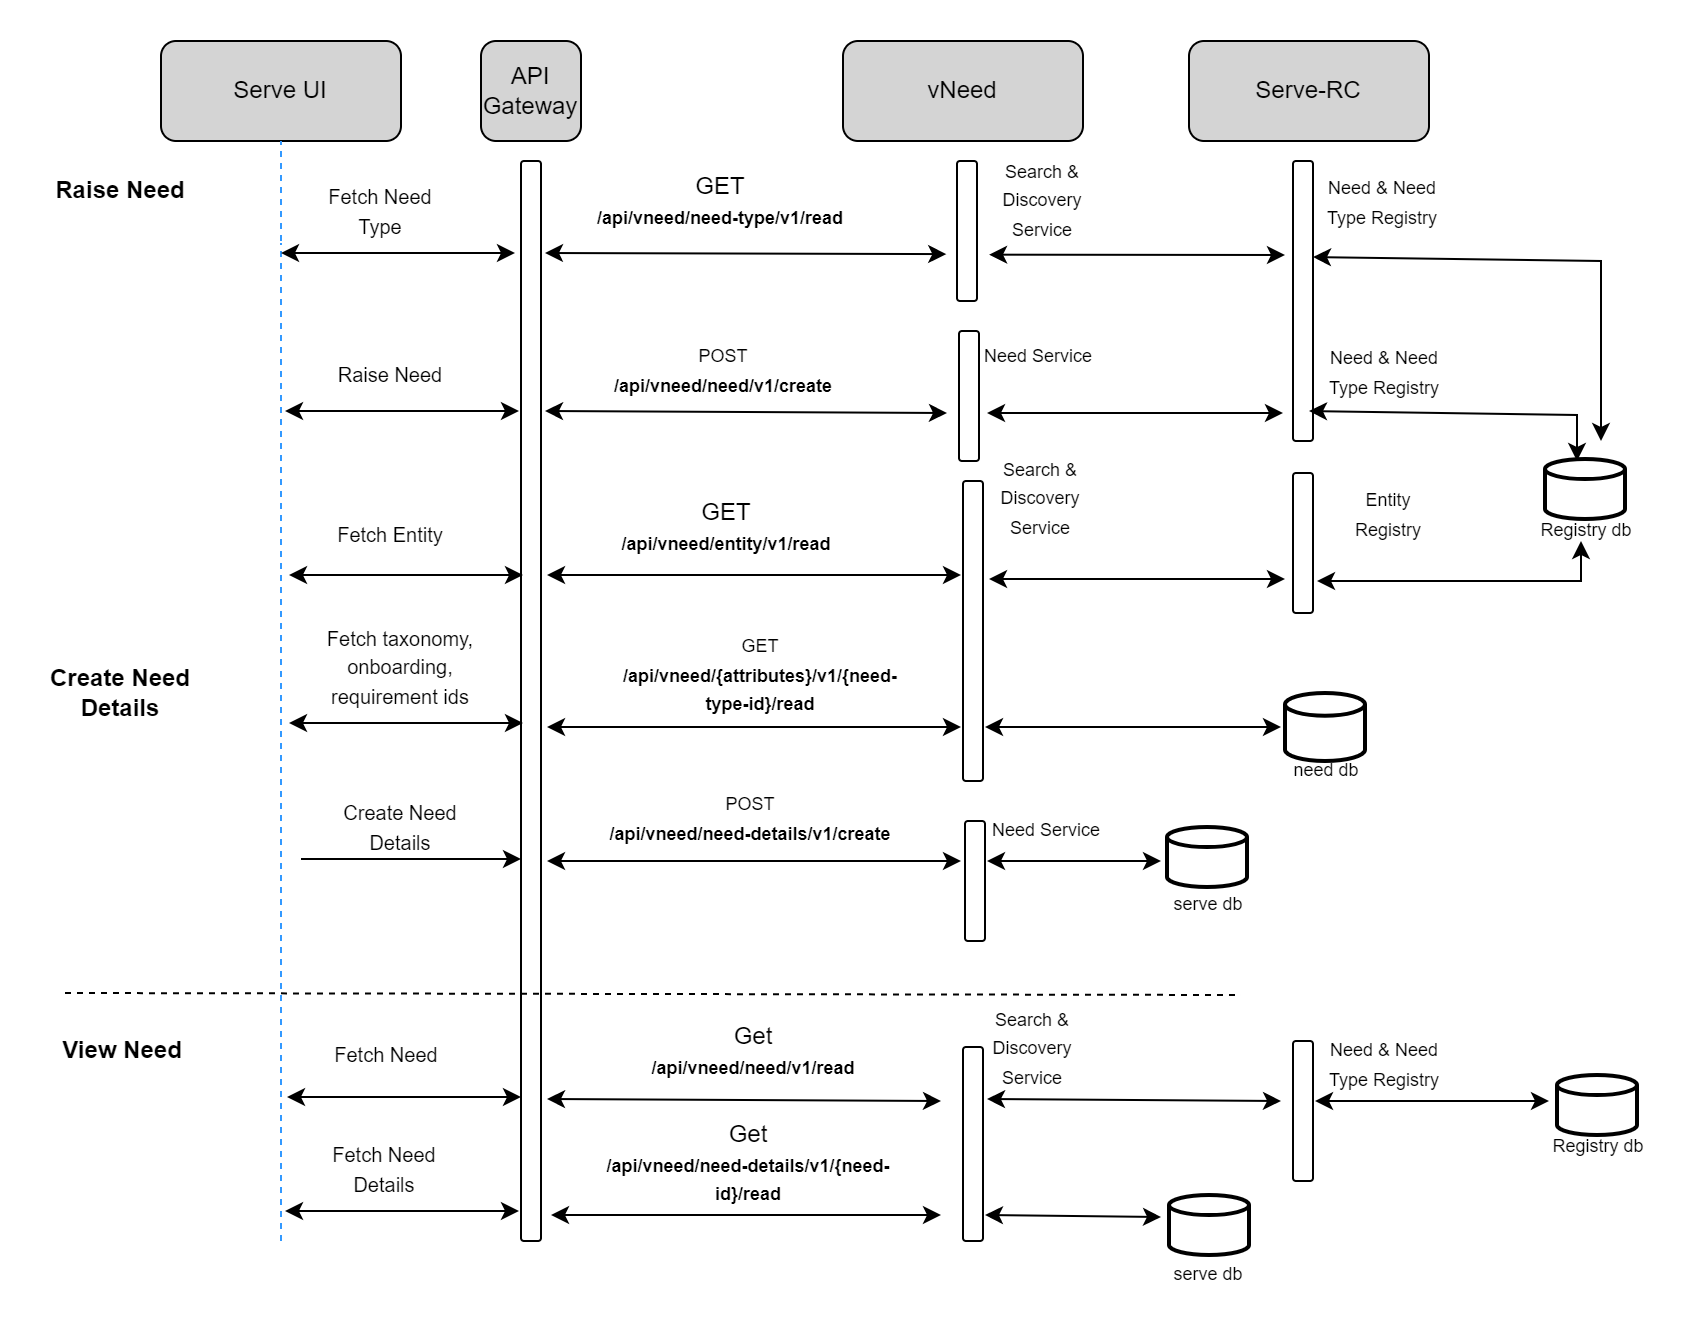 Serve UI
API
Gateway
vNeed
Serve-RC
Raise Need
Fetch Need
Type
GET
/api/vneed/need-type/v1/read
Search &
Discovery
Service
Need & Need
Type Registry
Raise Need
POST
/api/vneed/need/v1/create
Need Service
Need & Need
Type Registry
Fetch Entity
GET
/api/vneed/entity/v1/read
Search &
Discovery
Service
Entity
Registry
Registry db
Create Need
Details
Fetch taxonomy,
onboarding,
requirement ids
GET
/api/vneed/{attributes}/v1/{need-
type-id}/read
need db
Create Need
Details
POST
/api/vneed/need-details/v1/create
Need Service
serve db
View Need
Fetch Need
Get
/api/vneed/need/v1/read
Search &
Discovery
Service
Need & Need
Type Registry
Registry db
Fetch Need
Details
Get
/api/vneed/need-details/v1/{need-
id}/read
serve db